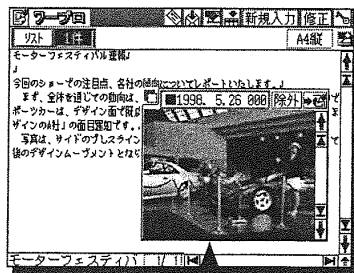 ワープロ 新規入力 修正
リスト 1件 A4縦
モーターフェスティバル速報↲
↲
今回のショーでの注目点、各社の傾向についてレポートいたします。↲
まず、全体を通じての動向は、
1998. 5.26 000 除外
ポーツカーは、デザイン面で
ザインのA社」の面目躍如です。
写真は、サイドのプレスライン
後のデザインムーブメントとなら
モーターフェスティバ 1/ 1